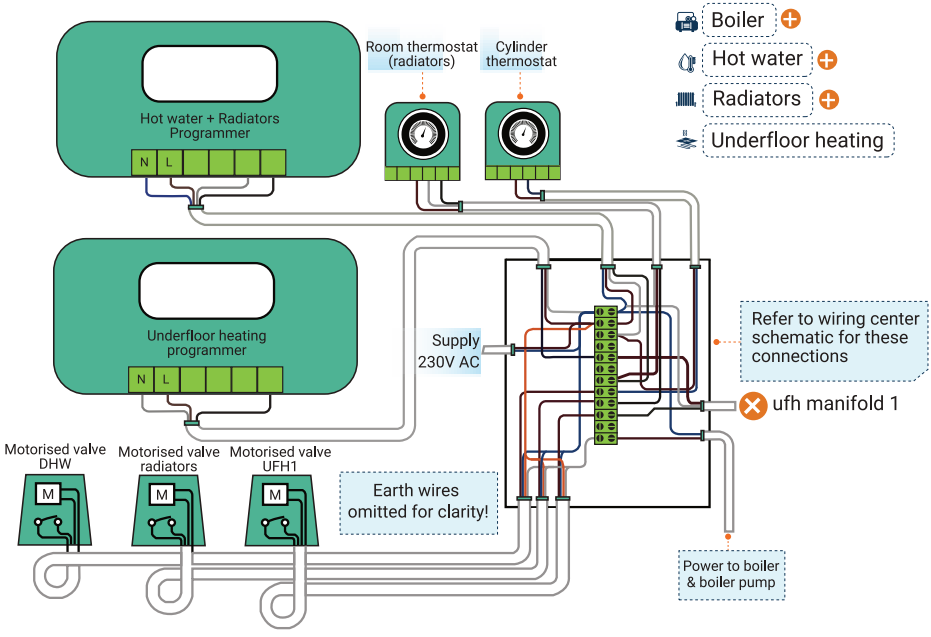 Boiler
Hot water
Radiators
Underfloor heating
Room thermostat
(radiators)
Cylinder
thermostat
Hot water + Radiators
Programmer
N L
Underfloor heating
programmer
N L
Supply
230V AC
Refer to wiring center
schematic for these
connections
ufh manifold 1
Motorised valve
DHW
M
Motorised valve
radiators
M
Motorised valve
UFH1
M
Earth wires
omitted for clarity!
Power to boiler
& boiler pump